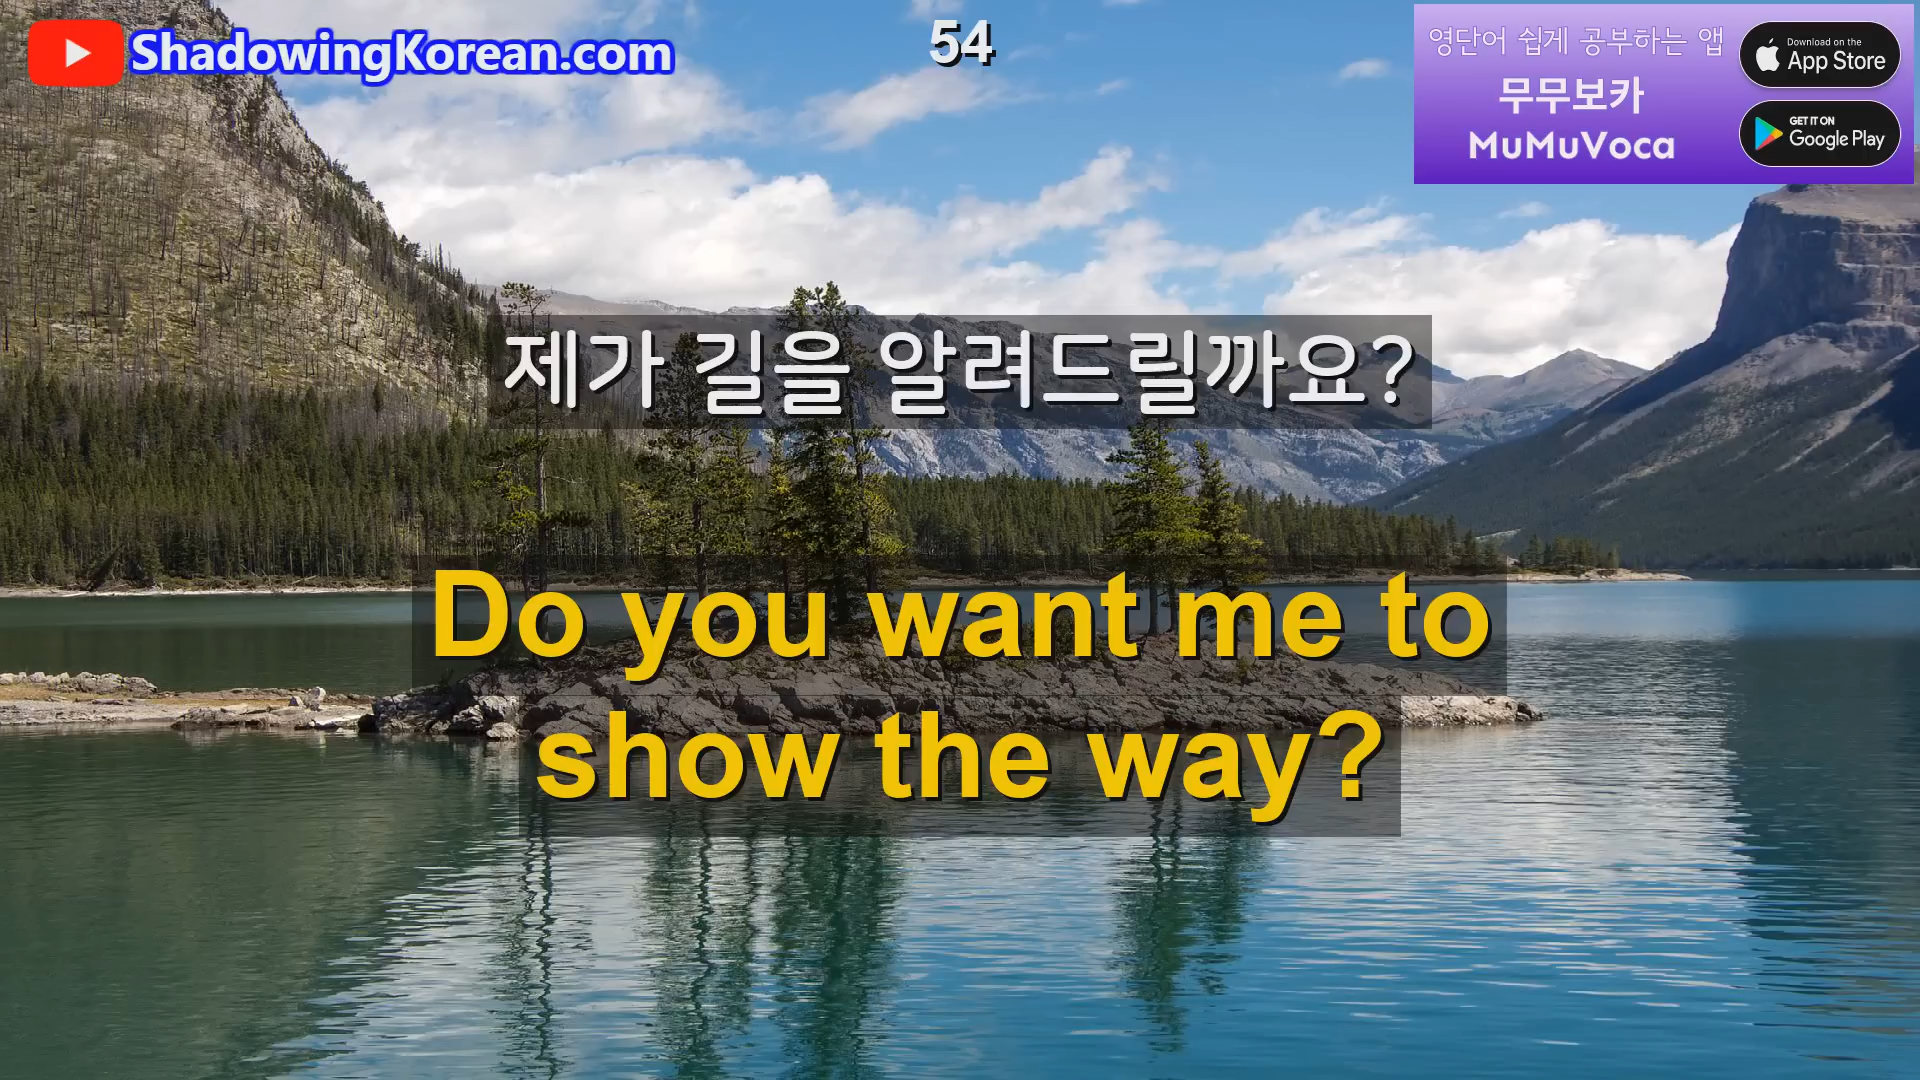 ShadowingKorean.com
54
영단어 쉽게 공부하는 앱
무무보카
MuMuVoca
Download on the
App Store
GET IT ON
Google Play
제가 길을 알려드릴까요?
Do you want me to
show the way?